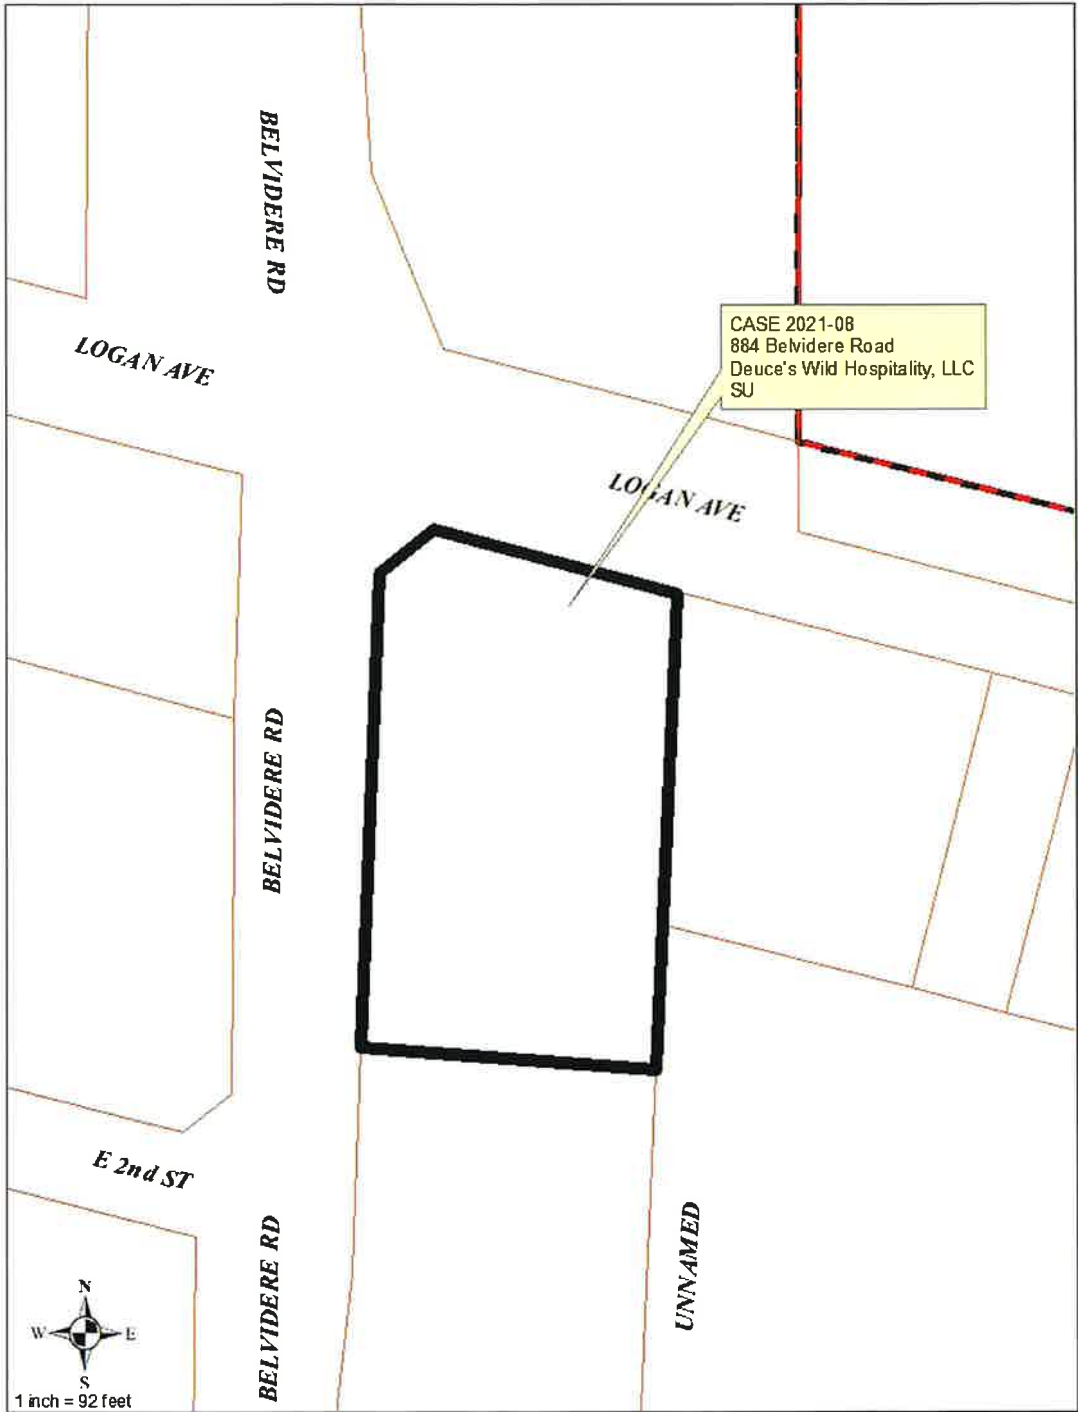 BELVIDERE RD
LOGAN AVE
CASE 2021-08
884 Belvidere Road
Deuce's Wild Hospitality, LLC
SU
LOGAN AVE
BELVIDERE RD
E 2nd ST
BELVIDERE RD
UNNAMED
N
W E
S
1 inch = 92 feet